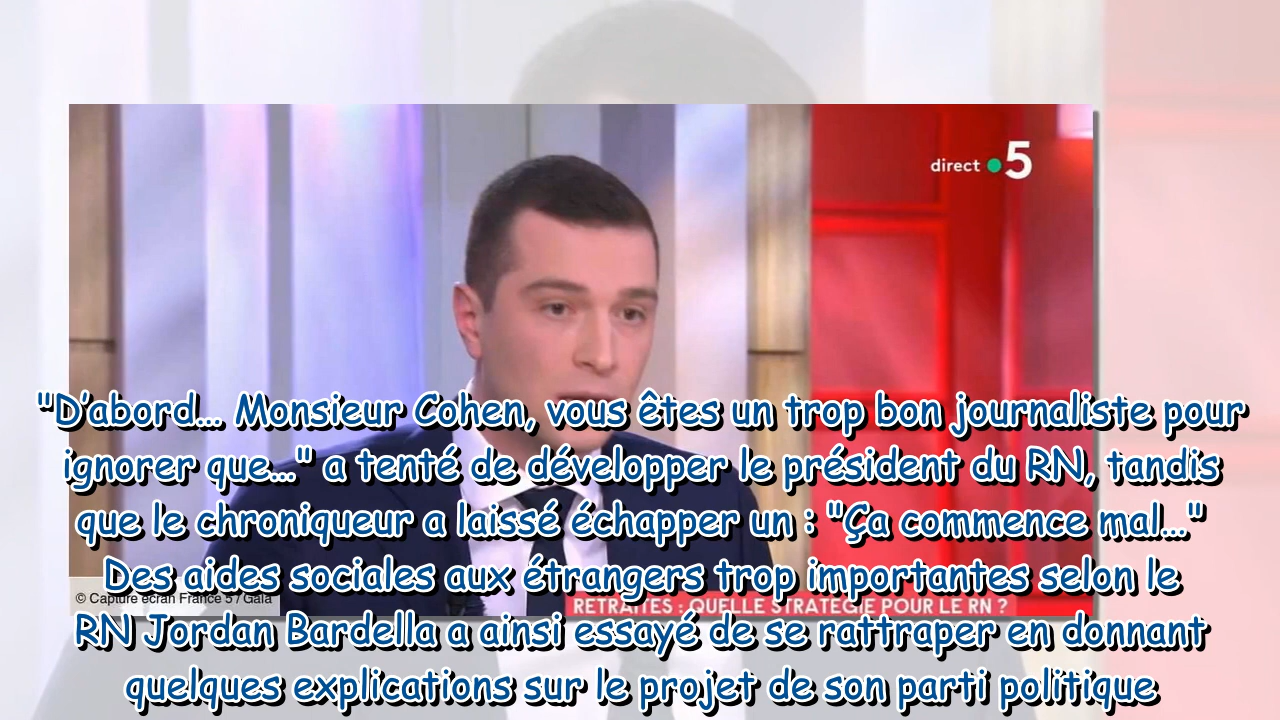 direct 5
"D'abord... Monsieur Cohen, vous êtes un trop bon journaliste pour
ignorer que..." a tenté de développer le président du RN, tandis
que le chroniqueur a laissé échapper un : "Ça commence mal..."
Des aides sociales aux étrangers trop importantes selon le
© Capture écran France 5 / Gala
RETRAITES : QUELLE STRATÉGIE POUR LE RN ?
RN Jordan Bardella a ainsi essayé de se rattraper en donnant
quelques explications sur le projet de son parti politique